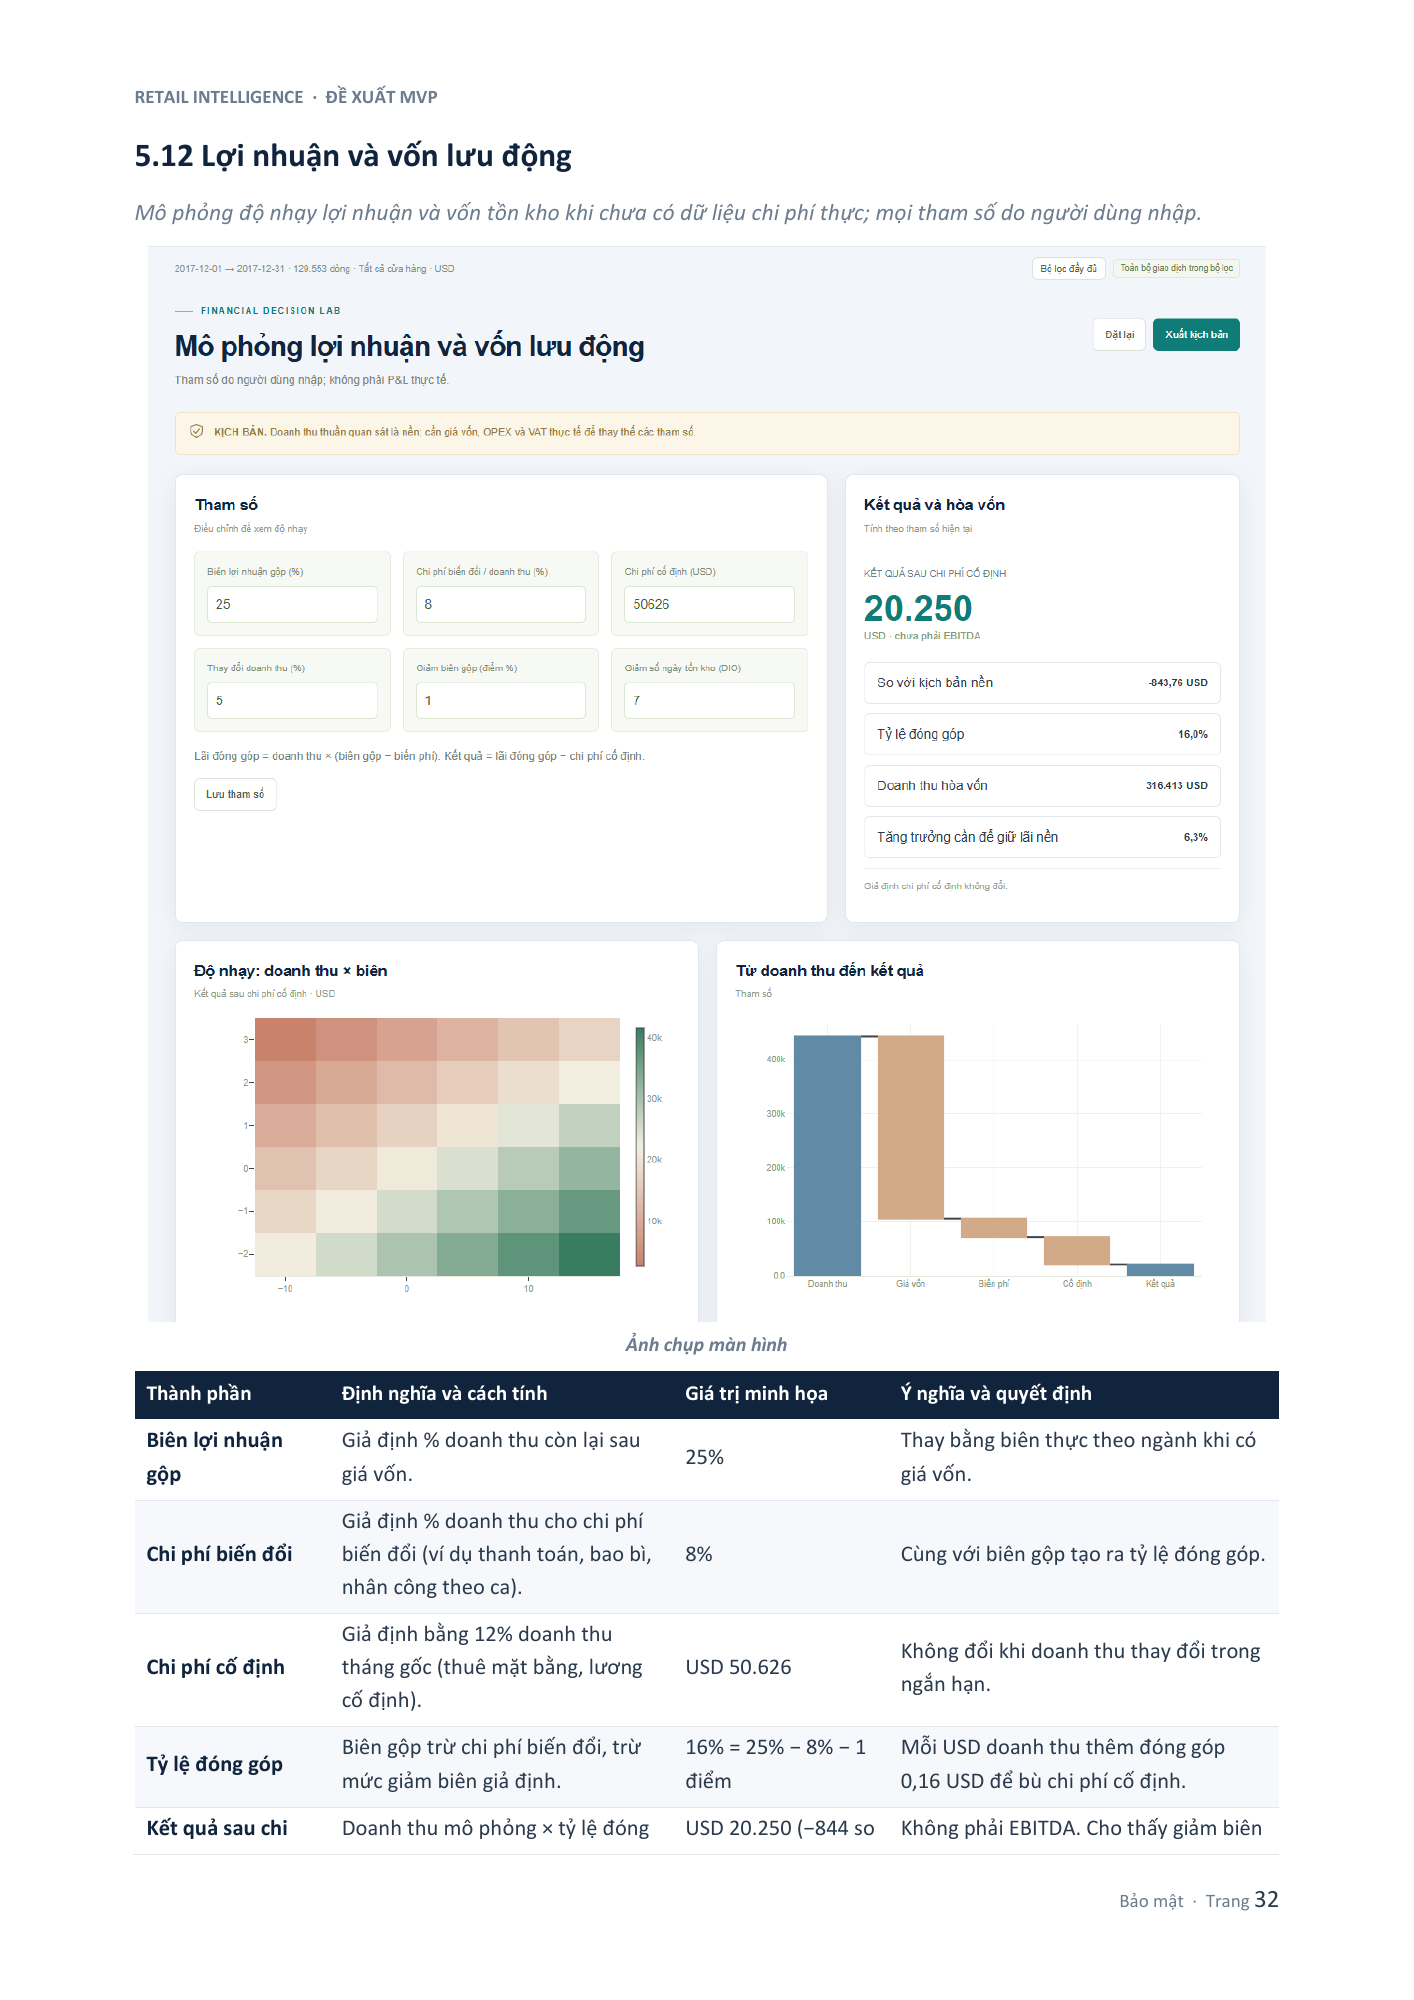 RETAIL INTELLIGENCE · ĐỀ XUẤT MVP
5.12 Lợi nhuận và vốn lưu động
Mô phỏng độ nhạy lợi nhuận và vốn tồn kho khi chưa có dữ liệu chi phí thực; mọi tham số do người dùng nhập.
2017-12-01 → 2017-12-31 · 129.553 dòng · Tất cả cửa hàng · USD
Bộ lọc đầy đủ
Toàn bộ giao dịch trong bộ lọc
FINANCIAL DECISION LAB
Mô phỏng lợi nhuận và vốn lưu động
Đặt lại
Xuất kịch bản
Tham số do người dùng nhập; không phải P&L thực tế.
KỊCH BẢN. Doanh thu thuần quan sát là nền; cần giá vốn, OPEX và VAT thực tế để thay thế các tham số.
Tham số
Điều chỉnh để xem độ nhạy
Biên lợi nhuận gộp (%)
25
Chi phí biến đổi / doanh thu (%)
8
Chi phí cố định (USD)
50626
Thay đổi doanh thu (%)
5
Giảm biên gộp (điểm %)
1
Giảm số ngày tồn kho (DIO)
7
Lãi đóng góp = doanh thu × (biên gộp − biến phí). Kết quả = lãi đóng góp − chi phí cố định.
Lưu tham số
Kết quả và hòa vốn
Tính theo tham số hiện tại
KẾT QUẢ SAU CHI PHÍ CỐ ĐỊNH
20.250
USD · chưa phải EBITDA
So với kịch bản nền -843,76 USD
Tỷ lệ đóng góp 16,0%
Doanh thu hòa vốn 316.413 USD
Tăng trưởng cần để giữ lãi nền 6,3%
Giả định chi phí cố định không đổi.
Độ nhạy: doanh thu × biên
Kết quả sau chi phí cố định · USD
3
2
1
0
−1
−2
−10 0 10
40k
30k
20k
10k
Từ doanh thu đến kết quả
Tham số
400k
300k
200k
100k
0.0
Doanh thu Giá vốn Biến phí Cố định Kết quả
Ảnh chụp màn hình
Thành phần Định nghĩa và cách tính Giá trị minh họa Ý nghĩa và quyết định
Biên lợi nhuận
gộp
Giả định % doanh thu còn lại sau
giá vốn.
25%
Thay bằng biên thực theo ngành khi có
giá vốn.
Chi phí biến đổi
Giả định % doanh thu cho chi phí
biến đổi (ví dụ thanh toán, bao bì,
nhân công theo ca).
8%
Cùng với biên gộp tạo ra tỷ lệ đóng góp.
Chi phí cố định
Giả định bằng 12% doanh thu
tháng gốc (thuê mặt bằng, lương
cố định).
USD 50.626
Không đổi khi doanh thu thay đổi trong
ngắn hạn.
Tỷ lệ đóng góp
Biên gộp trừ chi phí biến đổi, trừ
mức giảm biên giả định.
16% = 25% − 8% − 1
điểm
Mỗi USD doanh thu thêm đóng góp
0,16 USD để bù chi phí cố định.
Kết quả sau chi
Doanh thu mô phỏng × tỷ lệ đóng
USD 20.250 (−844 so
Không phải EBITDA. Cho thấy giảm biên
Bảo mật · Trang 32